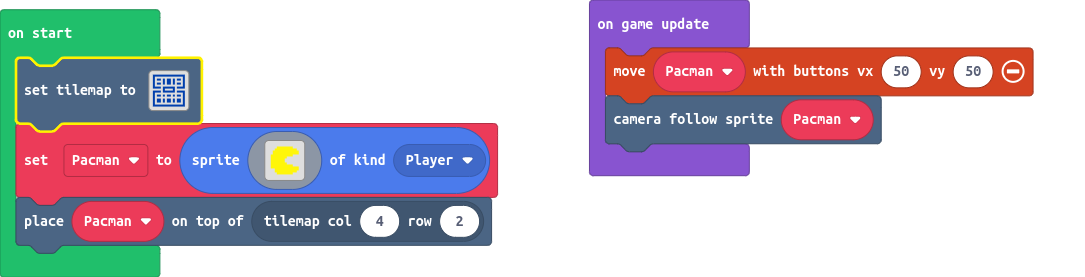 on start
set tilemap to
set Pacman to sprite of kind Player
place Pacman on top of tilemap col 4 row 2
on game update
move Pacman with buttons vx 50 vy 50
camera follow sprite Pacman